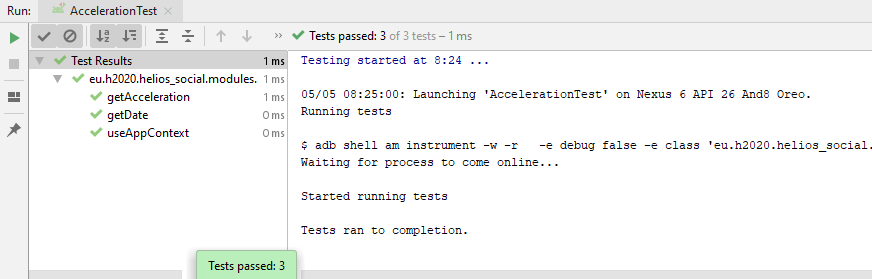 Run: AccelerationTest
Tests passed: 3 of 3 tests – 1 ms
Test Results 1 ms
eu.h2020.helios_social.modules. 1 ms
getAcceleration 1 ms
getDate 0 ms
useAppContext 0 ms
Testing started at 8:24 ...
05/05 08:25:00: Launching 'AccelerationTest' on Nexus 6 API 26 And8 Oreo.
Running tests
$ adb shell am instrument -w -r -e debug false -e class 'eu.h2020.helios_social.
Waiting for process to come online...
Started running tests
Tests ran to completion.
Tests passed: 3